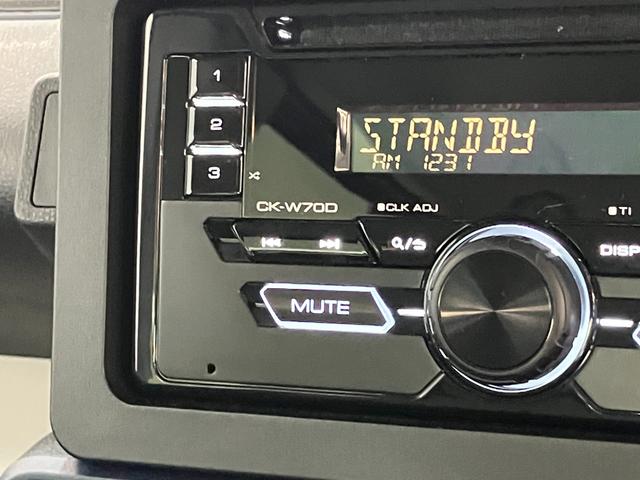 1
2
3
STANDBY
AM 12:31
CK-W70D
CLK ADJ
TI
DISP
MUTE